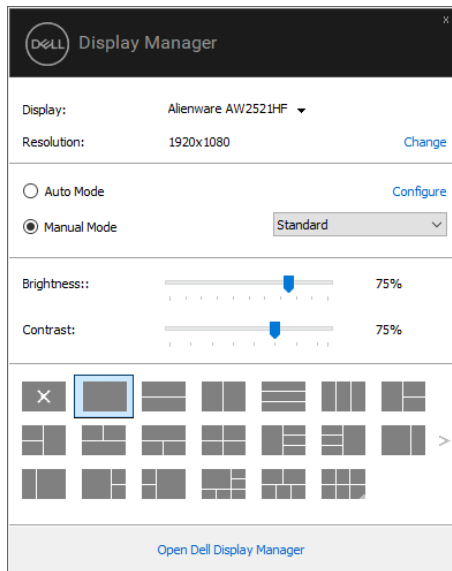 x
DELL Display Manager
Display: Alienware AW2521HF
Resolution: 1920x1080 Change
Auto Mode Configure
Manual Mode Standard
Brightness:: 75%
Contrast: 75%
Open Dell Display Manager